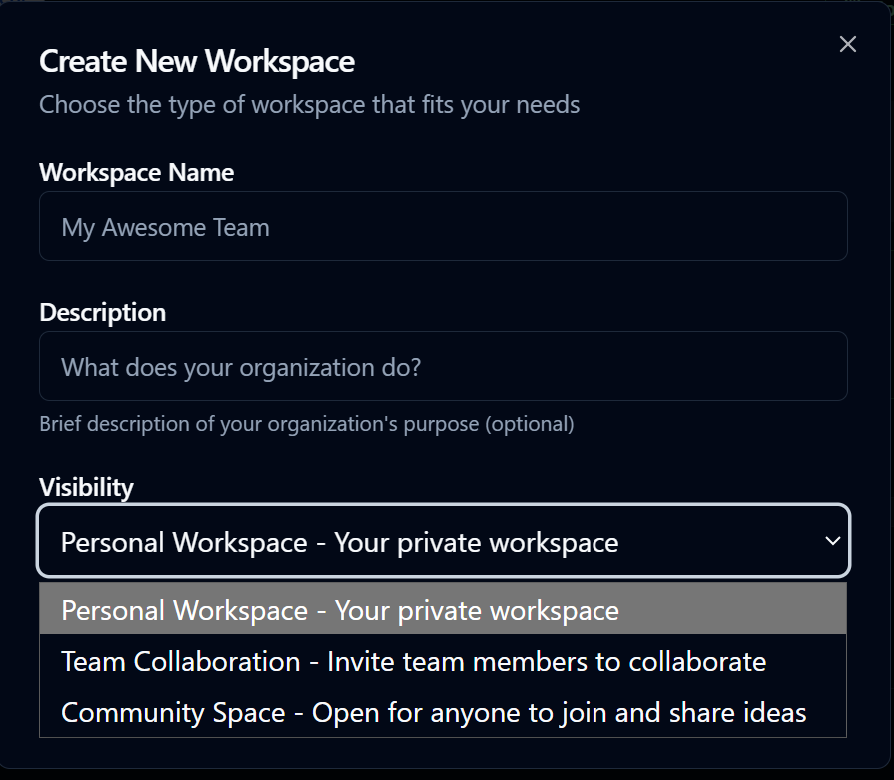 Create New Workspace
Choose the type of workspace that fits your needs
Workspace Name
My Awesome Team
Description
What does your organization do?
Brief description of your organization's purpose (optional)
Visibility
Personal Workspace - Your private workspace
Personal Workspace - Your private workspace
Team Collaboration - Invite team members to collaborate
Community Space - Open for anyone to join and share ideas